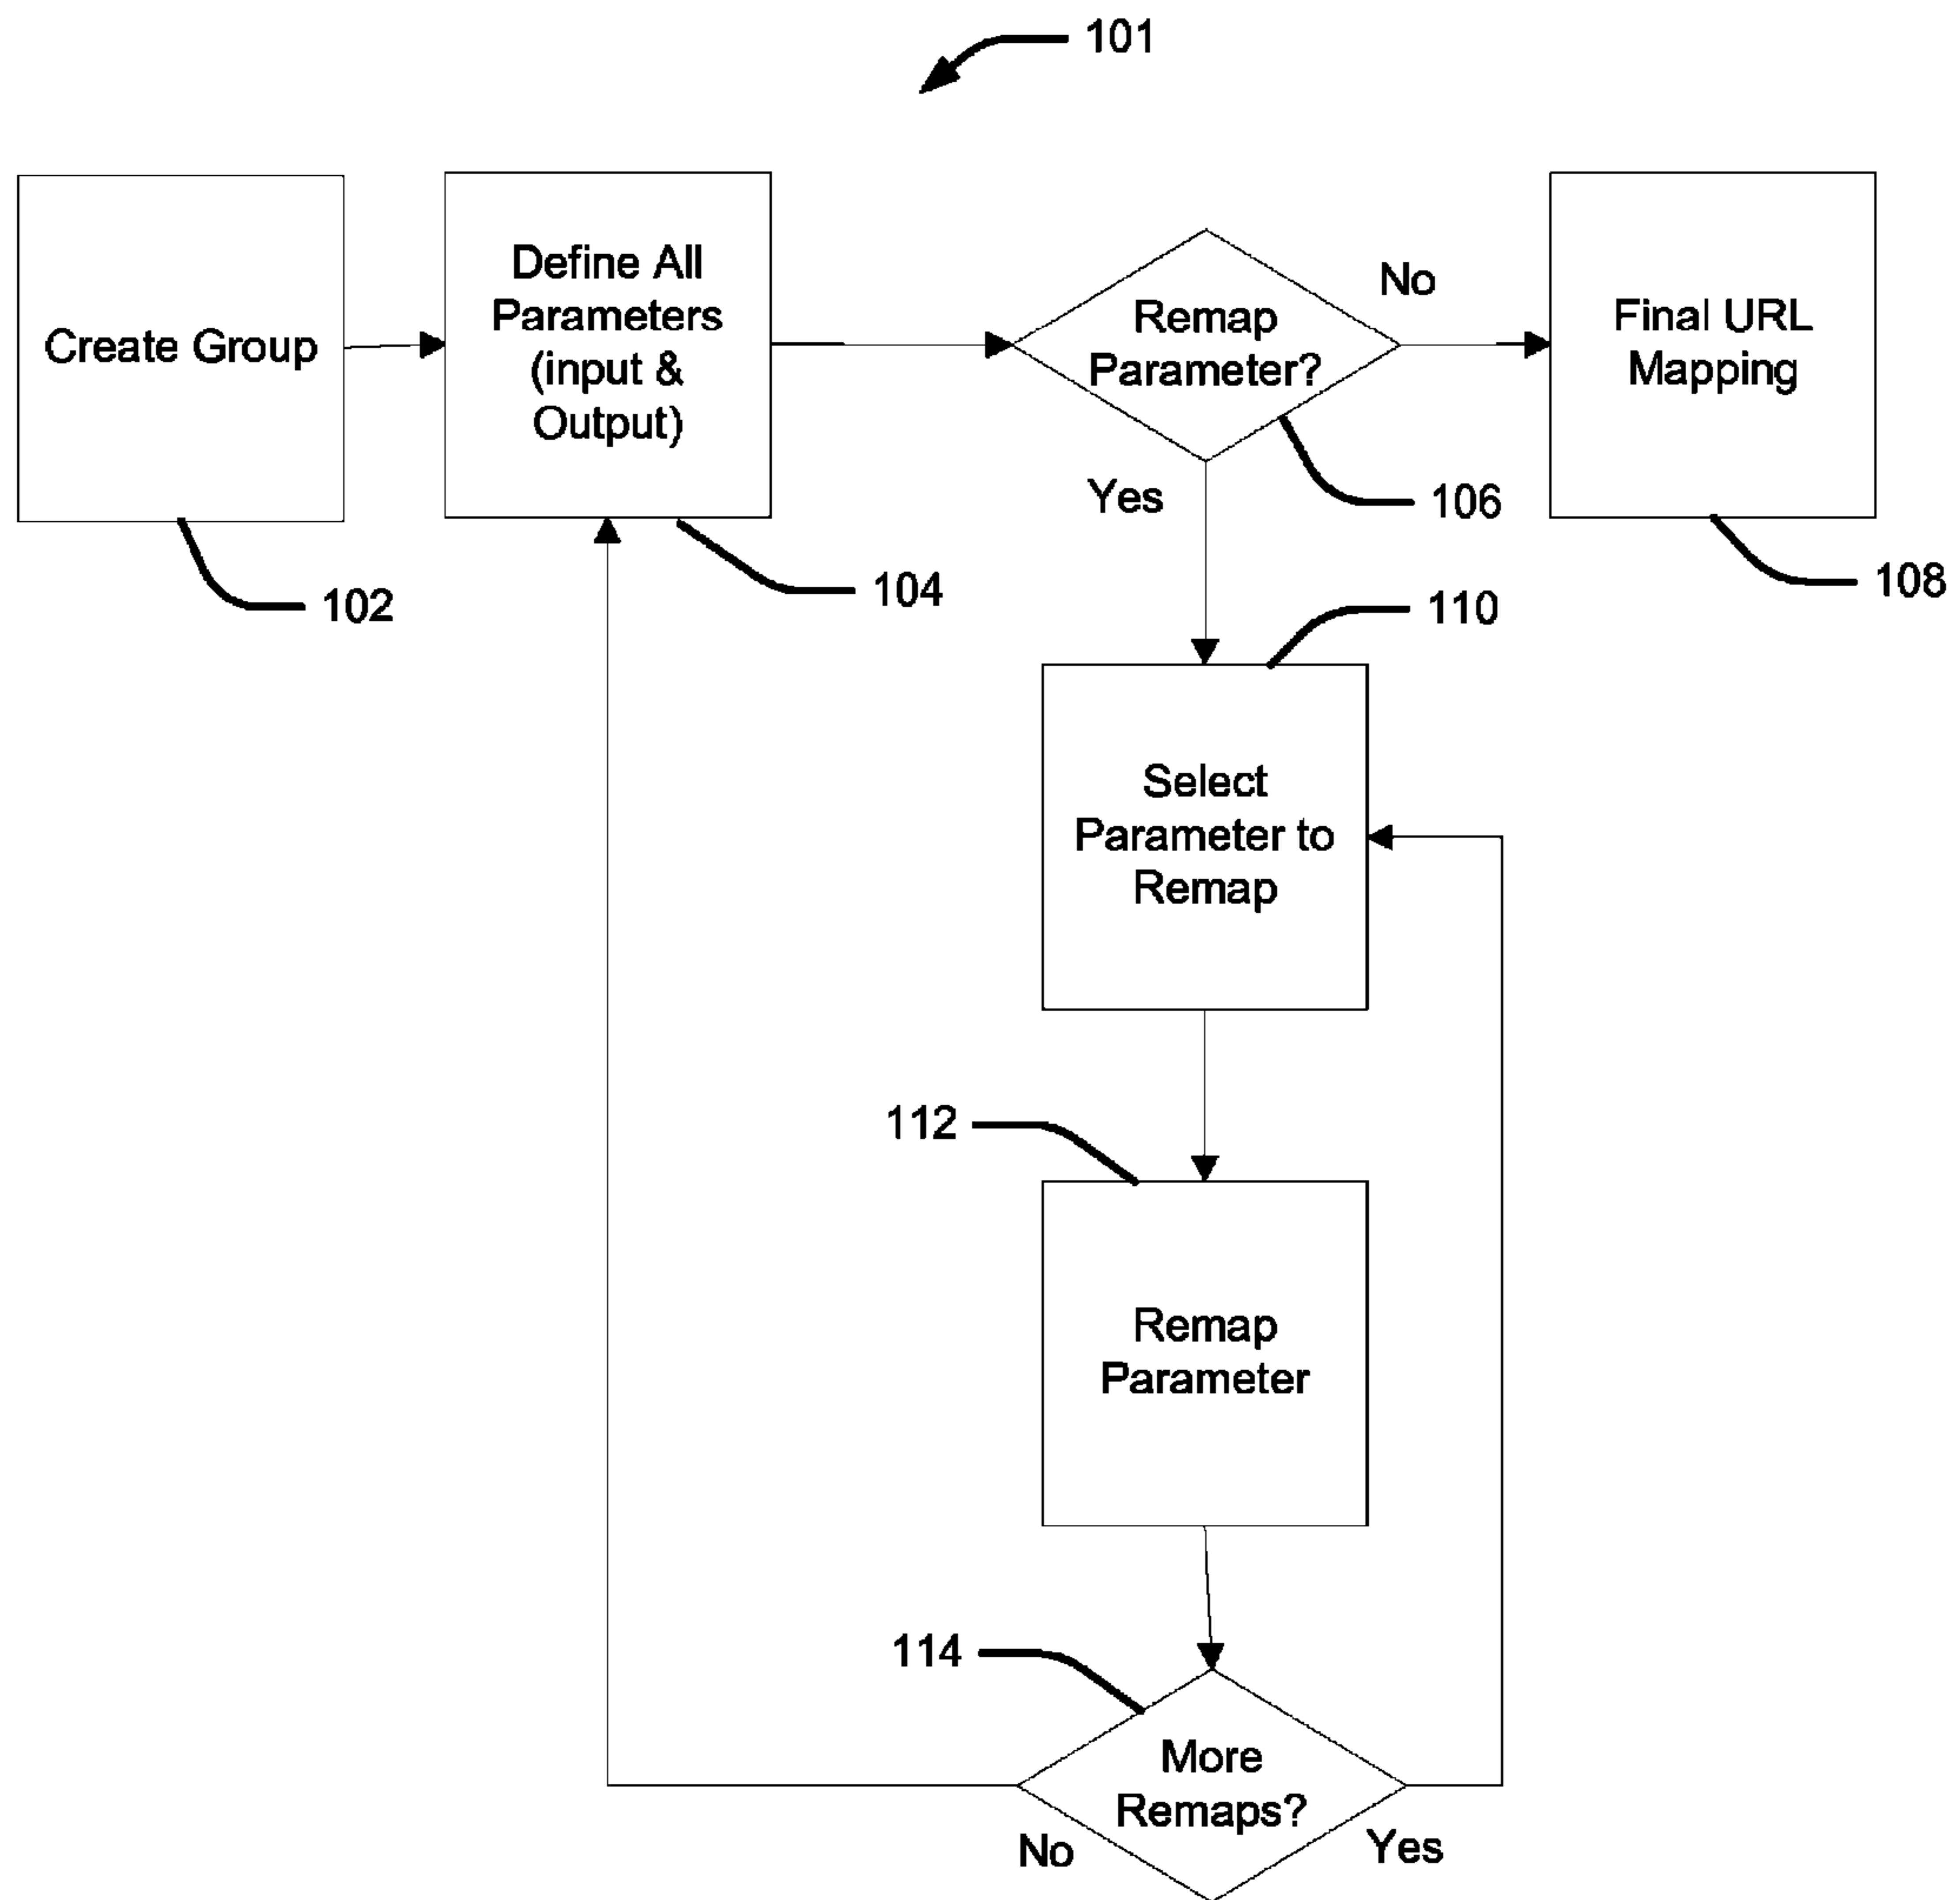 101
Create Group
Define All
Parameters
(input &
Output)
Remap
Parameter?
No
Final URL
Mapping
Yes
106
102
104
108
110
Select
Parameter to
Remap
112
Remap
Parameter
114
More
Remaps?
No
Yes